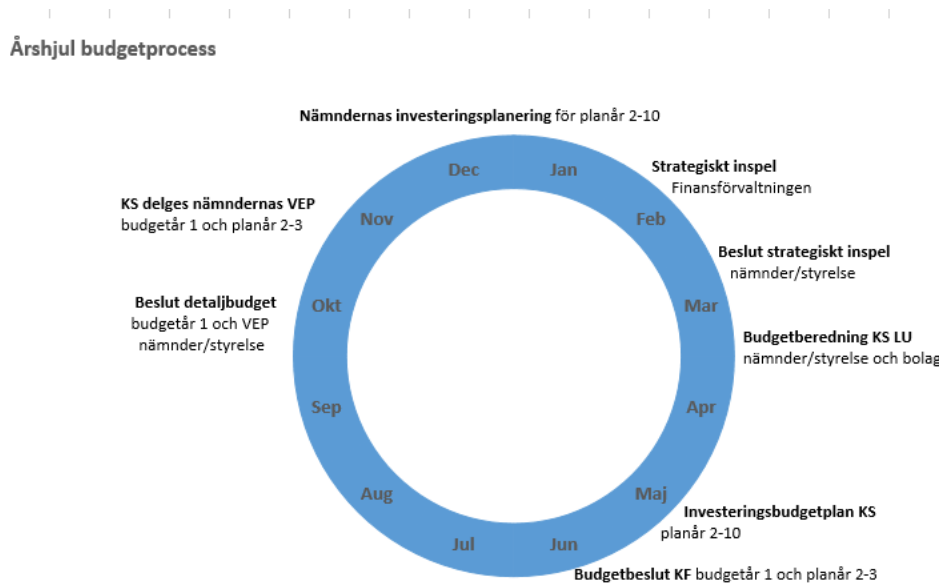 Årshjul budgetprocess
Nämndernas investeringsplanering för planår 2-10
Dec
Jan
Strategiskt inspel
Finansförvaltningen
KS delges nämndernas VEP
budgetår 1 och planår 2-3
Nov
Feb
Beslut strategiskt inspel
nämnder/styrelse
Beslut detaljbudget
budgetår 1 och VEP
nämnder/styrelse
Okt
Mar
Budgetberedning KS LU
nämnder/styrelse och bolag
Sep
Apr
Aug
Maj
Investeringsbudgetplan KS
planår 2-10
Jul
Jun
Budgetbeslut KF budgetår 1 och planår 2-3